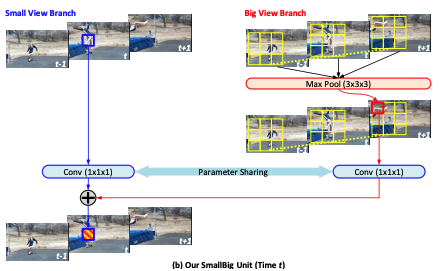 Small View Branch
Big View Branch
t-1
t
t+1
t-1
t
t+1
Max Pool (3x3x3)
t-1
t
t+1
Conv (1x1x1)
Parameter Sharing
Conv (1x1x1)
t-1
t
t+1
(b) Our SmallBig Unit (Time t)